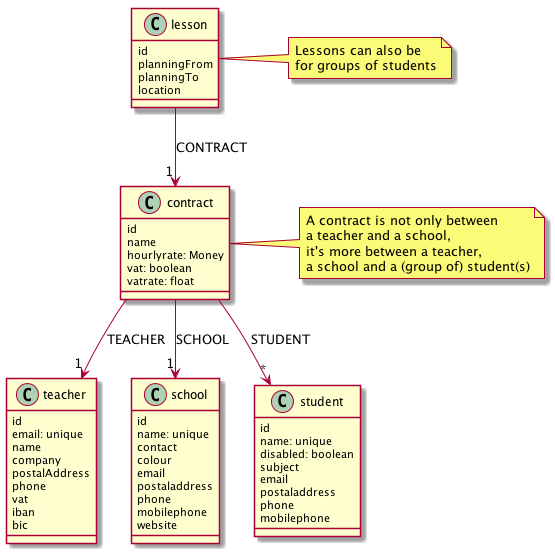 C lesson
id
planningFrom
planningTo
location
Lessons can also be
for groups of students
CONTRACT
1
C contract
id
name
hourlyrate: Money
vat: boolean
vatrate: float
A contract is not only between
a teacher and a school,
it's more between a teacher,
a school and a (group of) student(s)
TEACHER
1
SCHOOL
1
STUDENT
*
C teacher
id
email: unique
name
company
postalAddress
phone
vat
iban
bic
C school
id
name: unique
contact
colour
email
postaladdress
phone
mobilephone
website
C student
id
name: unique
disabled: boolean
subject
email
postaladdress
phone
mobilephone